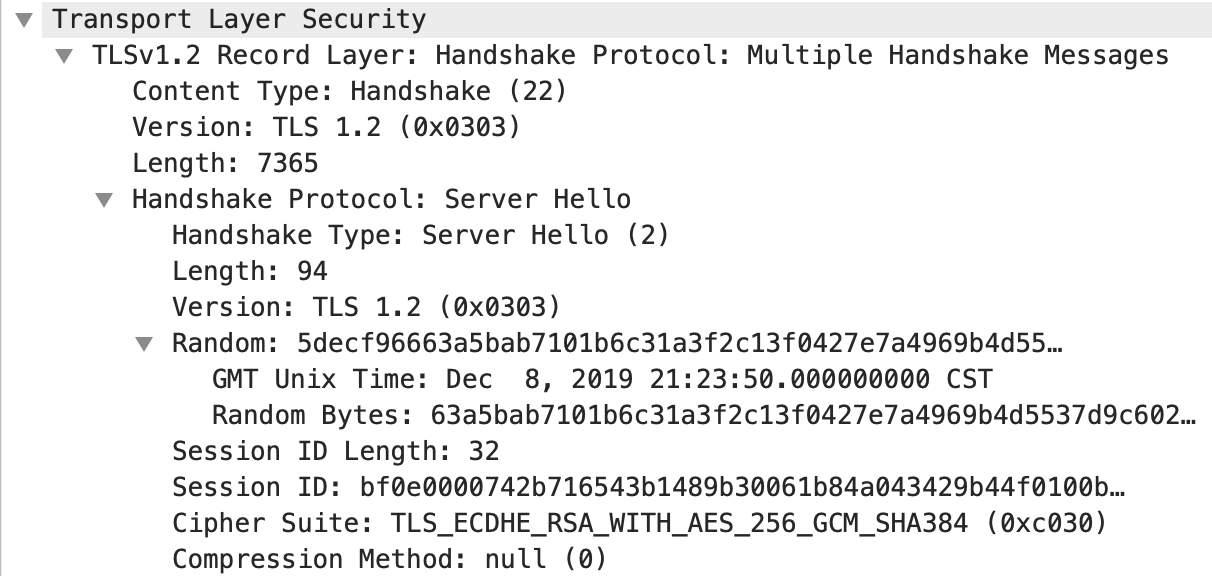 Transport Layer Security
TLSv1.2 Record Layer: Handshake Protocol: Multiple Handshake Messages
Content Type: Handshake (22)
Version: TLS 1.2 (0x0303)
Length: 7365
Handshake Protocol: Server Hello
Handshake Type: Server Hello (2)
Length: 94
Version: TLS 1.2 (0x0303)
Random: 5decf96663a5bab7101b6c31a3f2c13f0427e7a4969b4d55…
GMT Unix Time: Dec  8, 2019 21:23:50.000000000 CST
Random Bytes: 63a5bab7101b6c31a3f2c13f0427e7a4969b4d5537d9c602…
Session ID Length: 32
Session ID: bf0e0000742b716543b1489b30061b84a043429b44f0100b…
Cipher Suite: TLS_ECDHE_RSA_WITH_AES_256_GCM_SHA384 (0xc030)
Compression Method: null (0)